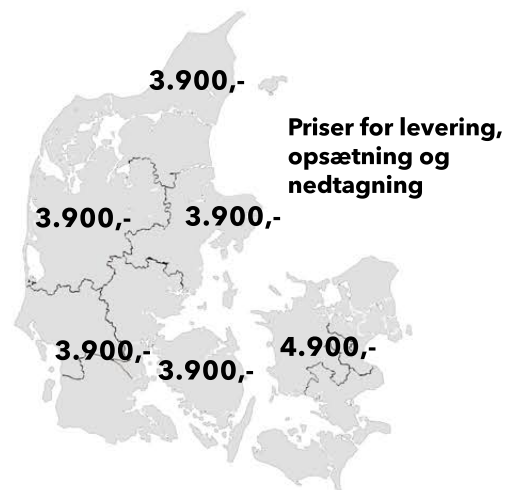 3.900,-
Priser for levering,
opsætning og
nedtagning
3.900,-
3.900,-
3.900,-
3.900,-
4.900,-